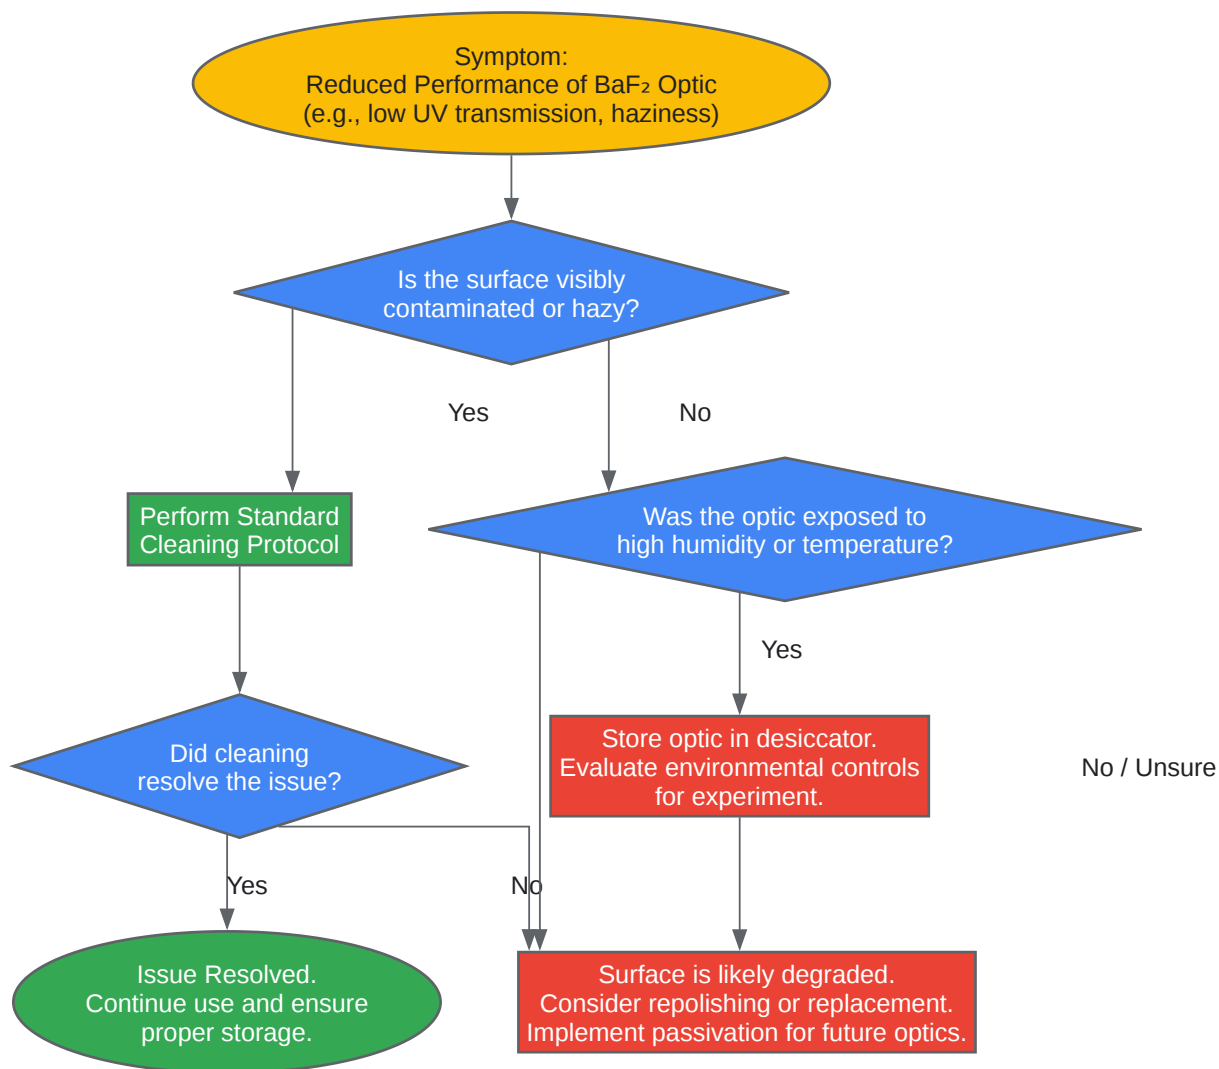 Symptom:
Reduced Performance of BaF₂ Optic
(e.g., low UV transmission, haziness)
Is the surface visibly
contaminated or hazy?
Yes
No
Perform Standard
Cleaning Protocol
Was the optic exposed to
high humidity or temperature?
Yes
Did cleaning
resolve the issue?
Store optic in desiccator.
Evaluate environmental controls
for experiment.
No / Unsure
Yes
No
Issue Resolved.
Continue use and ensure
proper storage.
Surface is likely degraded.
Consider repolishing or replacement.
Implement passivation for future optics.